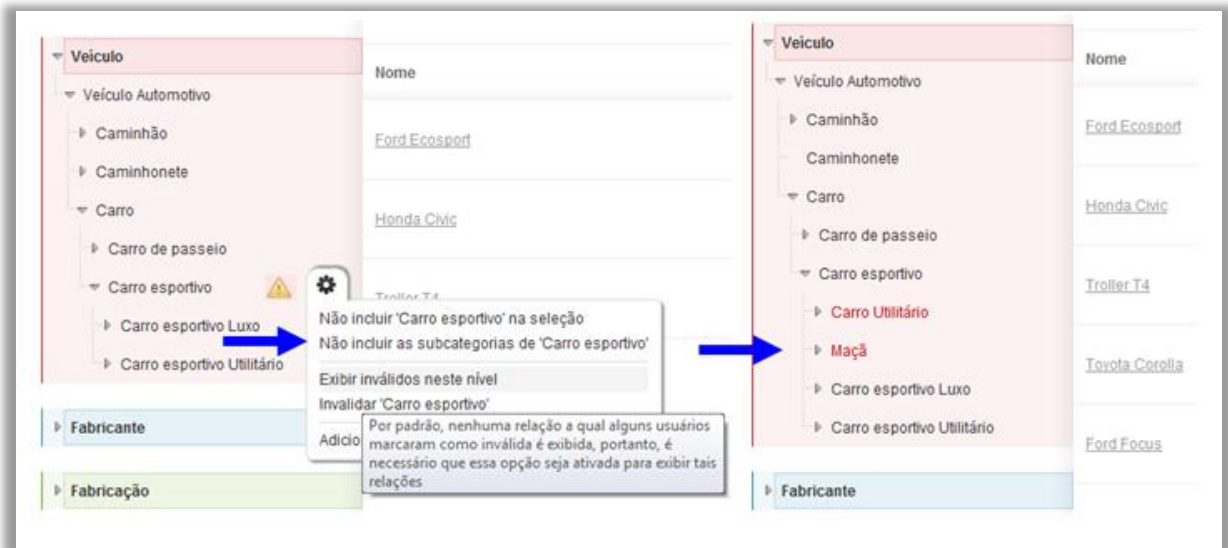 Veículo
Veículo Automotivo
Caminhão
Caminhonete
Carro
Carro de passeio
Carro esportivo
Carro esportivo Luxo
Carro esportivo Utilitário
Fabricante
Fabricação
Nome
Ford Ecosport
Honda Civic
Troller T4
Não incluir 'Carro esportivo' na seleção
Não incluir as subcategorias de 'Carro esportivo'
Exibir inválidos neste nível
Invalidar 'Carro esportivo'
Adicio
Por padrão, nenhuma relação a qual alguns usuários
marcaram como inválida é exibida, portanto, é
necessário que essa opção seja ativada para exibir tais
relações
Veículo
Veículo Automotivo
Caminhão
Caminhonete
Carro
Carro de passeio
Carro esportivo
Carro Utilitário
Maçã
Carro esportivo Luxo
Carro esportivo Utilitário
Fabricante
Nome
Ford Ecosport
Honda Civic
Troller T4
Toyota Corolla
Ford Focus